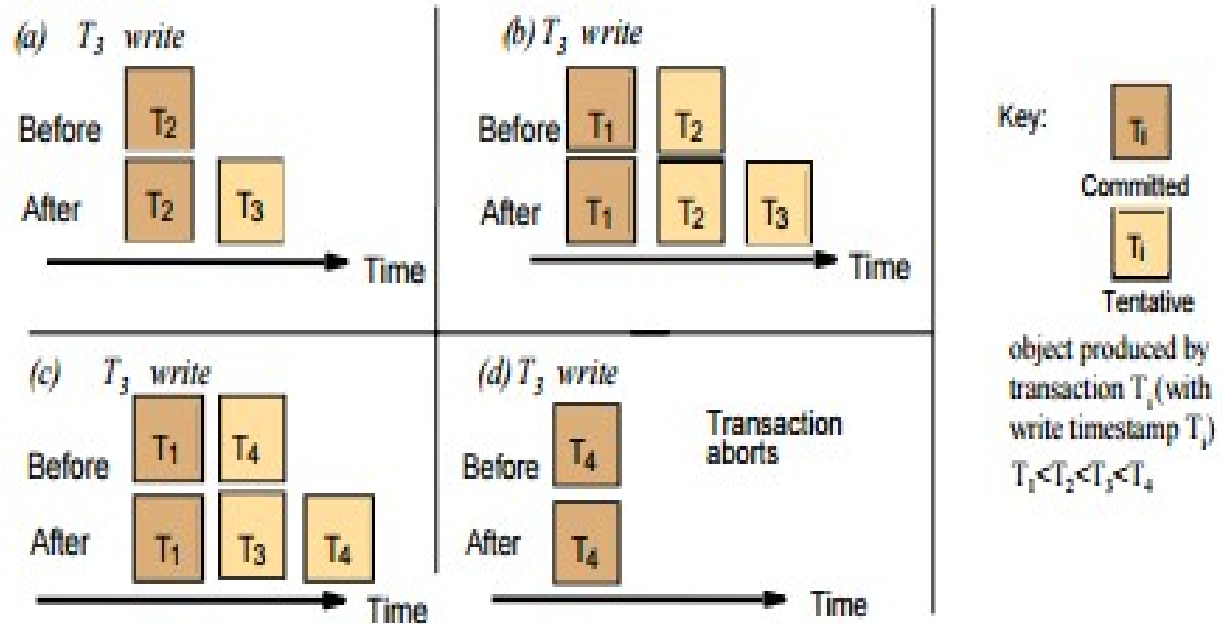 (a) T₃ write
Before T₂
After T₂ T₃
Time
(b) T₃ write
Before T₁ T₂
After T₁ T₂ T₃
Time
(c) T₃ write
Before T₁ T₄
After T₁ T₃ T₄
Time
(d) T₃ write
Before T₄
After T₄
Transaction
aborts
Time
Key:
Tᵢ
Committed
Tᵢ
Tentative
object produced by
transaction Tᵢ (with
write timestamp Tᵢ)
T₁<T₂<T₃<T₄